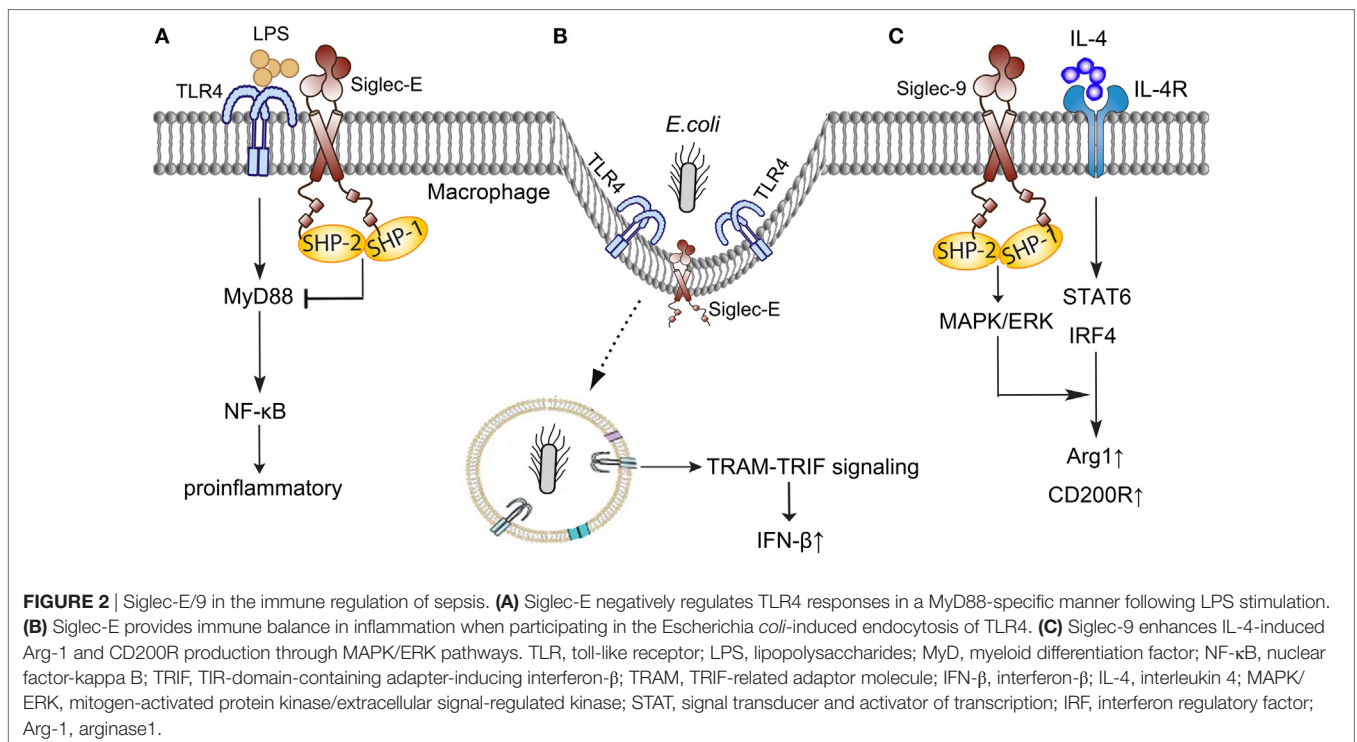 A
LPS
TLR4
Siglec-E
Macrophage
SHP-2
SHP-1
MyD88
NF-κB
proinflammatory
B
E.coli
TLR4
TLR4
Siglec-E
TRAM-TRIF signaling
IFN-β↑
C
IL-4
Siglec-9
IL-4R
SHP-2
SHP-1
STAT6
MAPK/ERK
IRF4
Arg1↑
CD200R↑
FIGURE 2 | Siglec-E/9 in the immune regulation of sepsis. (A) Siglec-E negatively regulates TLR4 responses in a MyD88-specific manner following LPS stimulation.
(B) Siglec-E provides immune balance in inflammation when participating in the Escherichia coli-induced endocytosis of TLR4. (C) Siglec-9 enhances IL-4-induced
Arg-1 and CD200R production through MAPK/ERK pathways. TLR, toll-like receptor; LPS, lipopolysaccharides; MyD, myeloid differentiation factor; NF-κB, nuclear
factor-kappa B; TRIF, TIR-domain-containing adapter-inducing interferon-β; TRAM, TRIF-related adaptor molecule; IFN-β, interferon-β; IL-4, interleukin 4; MAPK/
ERK, mitogen-activated protein kinase/extracellular signal-regulated kinase; STAT, signal transducer and activator of transcription; IRF, interferon regulatory factor;
Arg-1, arginase1.